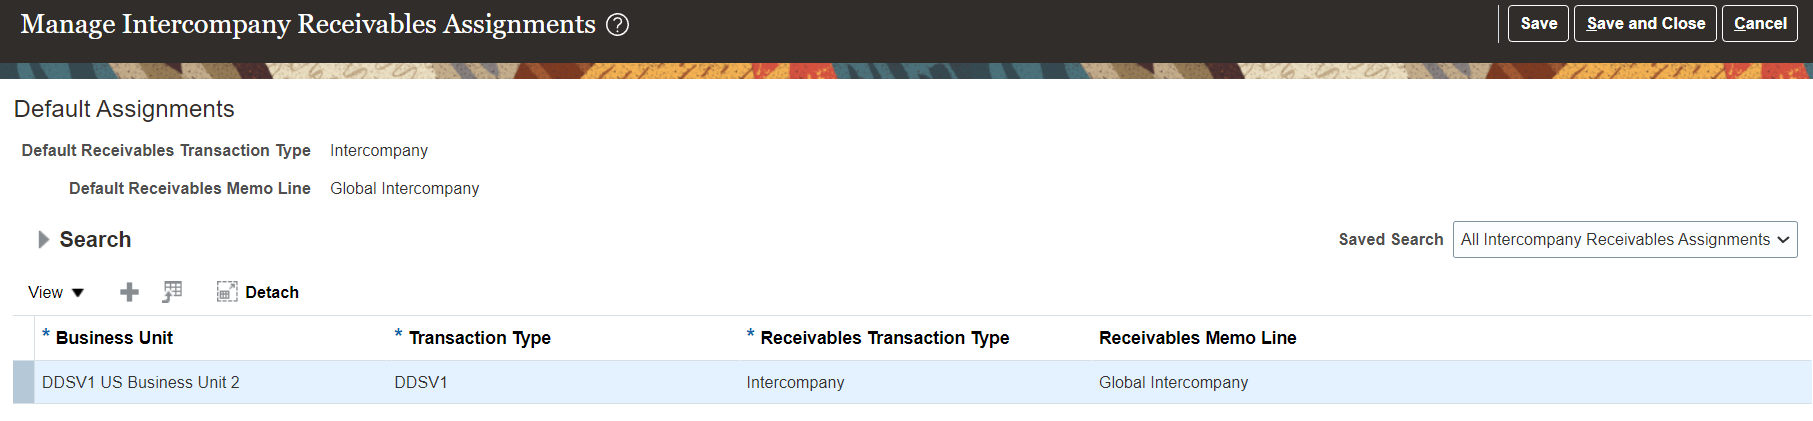 Manage Intercompany Receivables Assignments ?
Save Save and Close Cancel
Default Assignments
Default Receivables Transaction Type Intercompany
Default Receivables Memo Line Global Intercompany
Search
Saved Search All Intercompany Receivables Assignments
View Detach
* Business Unit * Transaction Type * Receivables Transaction Type Receivables Memo Line
DDSV1 US Business Unit 2 DDSV1 Intercompany Global Intercompany